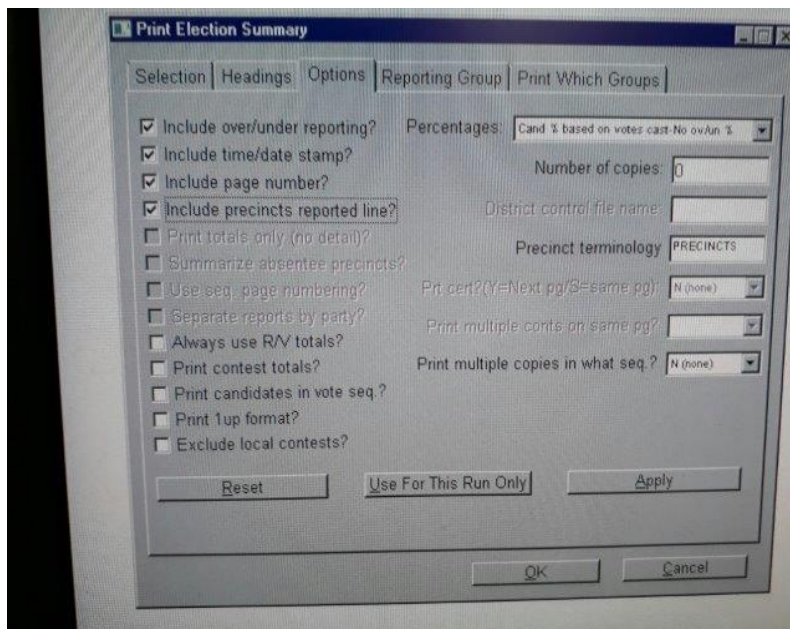 Print Election Summary
Selection Headings Options Reporting Group Print Which Groups
Include over/under reporting? Percentages: Cand % based on votes cast-No ov/un %
Include time/date stamp?
Number of copies: 0
Include page number?
Include precincts reported line? District control file name:
Print totals only (no detail)?
Precinct terminology PRECINCTS
Summarize absentee precincts?
Use seq. page numbering? Prt cert?(Y=Next pg/S=same pg): N (none)
Separate reports by party? Print multiple conts on same pg?
Always use R/V totals?
Print contest totals? Print multiple copies in what seq.? N (none)
Print candidates in vote seq.?
Print 1up format?
Exclude local contests?
Reset Use For This Run Only Apply
OK Cancel